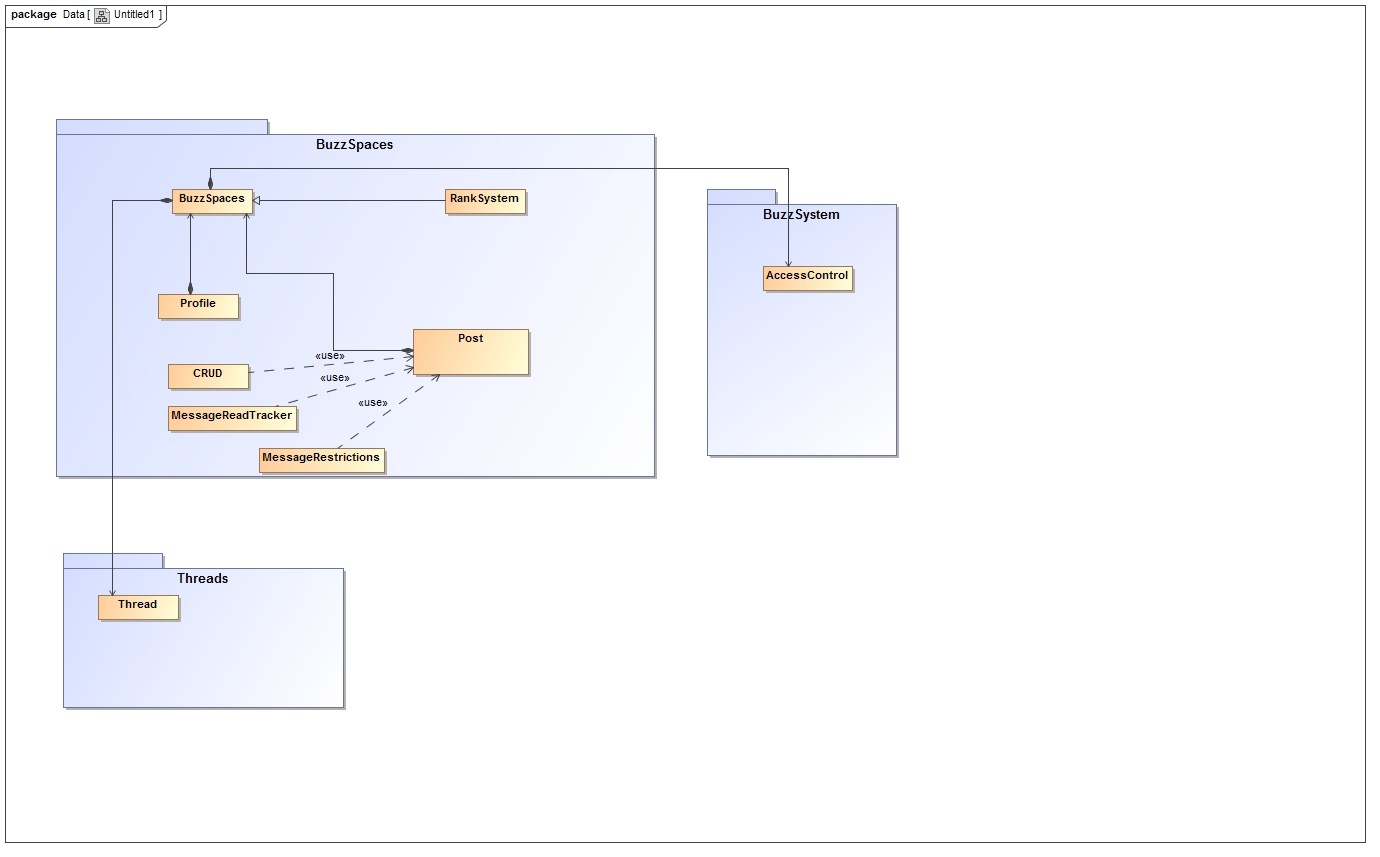 package Data [ Untitled1 ]
BuzzSpaces
BuzzSpaces
RankSystem
BuzzSystem
AccessControl
Profile
Post
«use»
CRUD
«use»
MessageReadTracker
«use»
MessageRestrictions
Threads
Thread